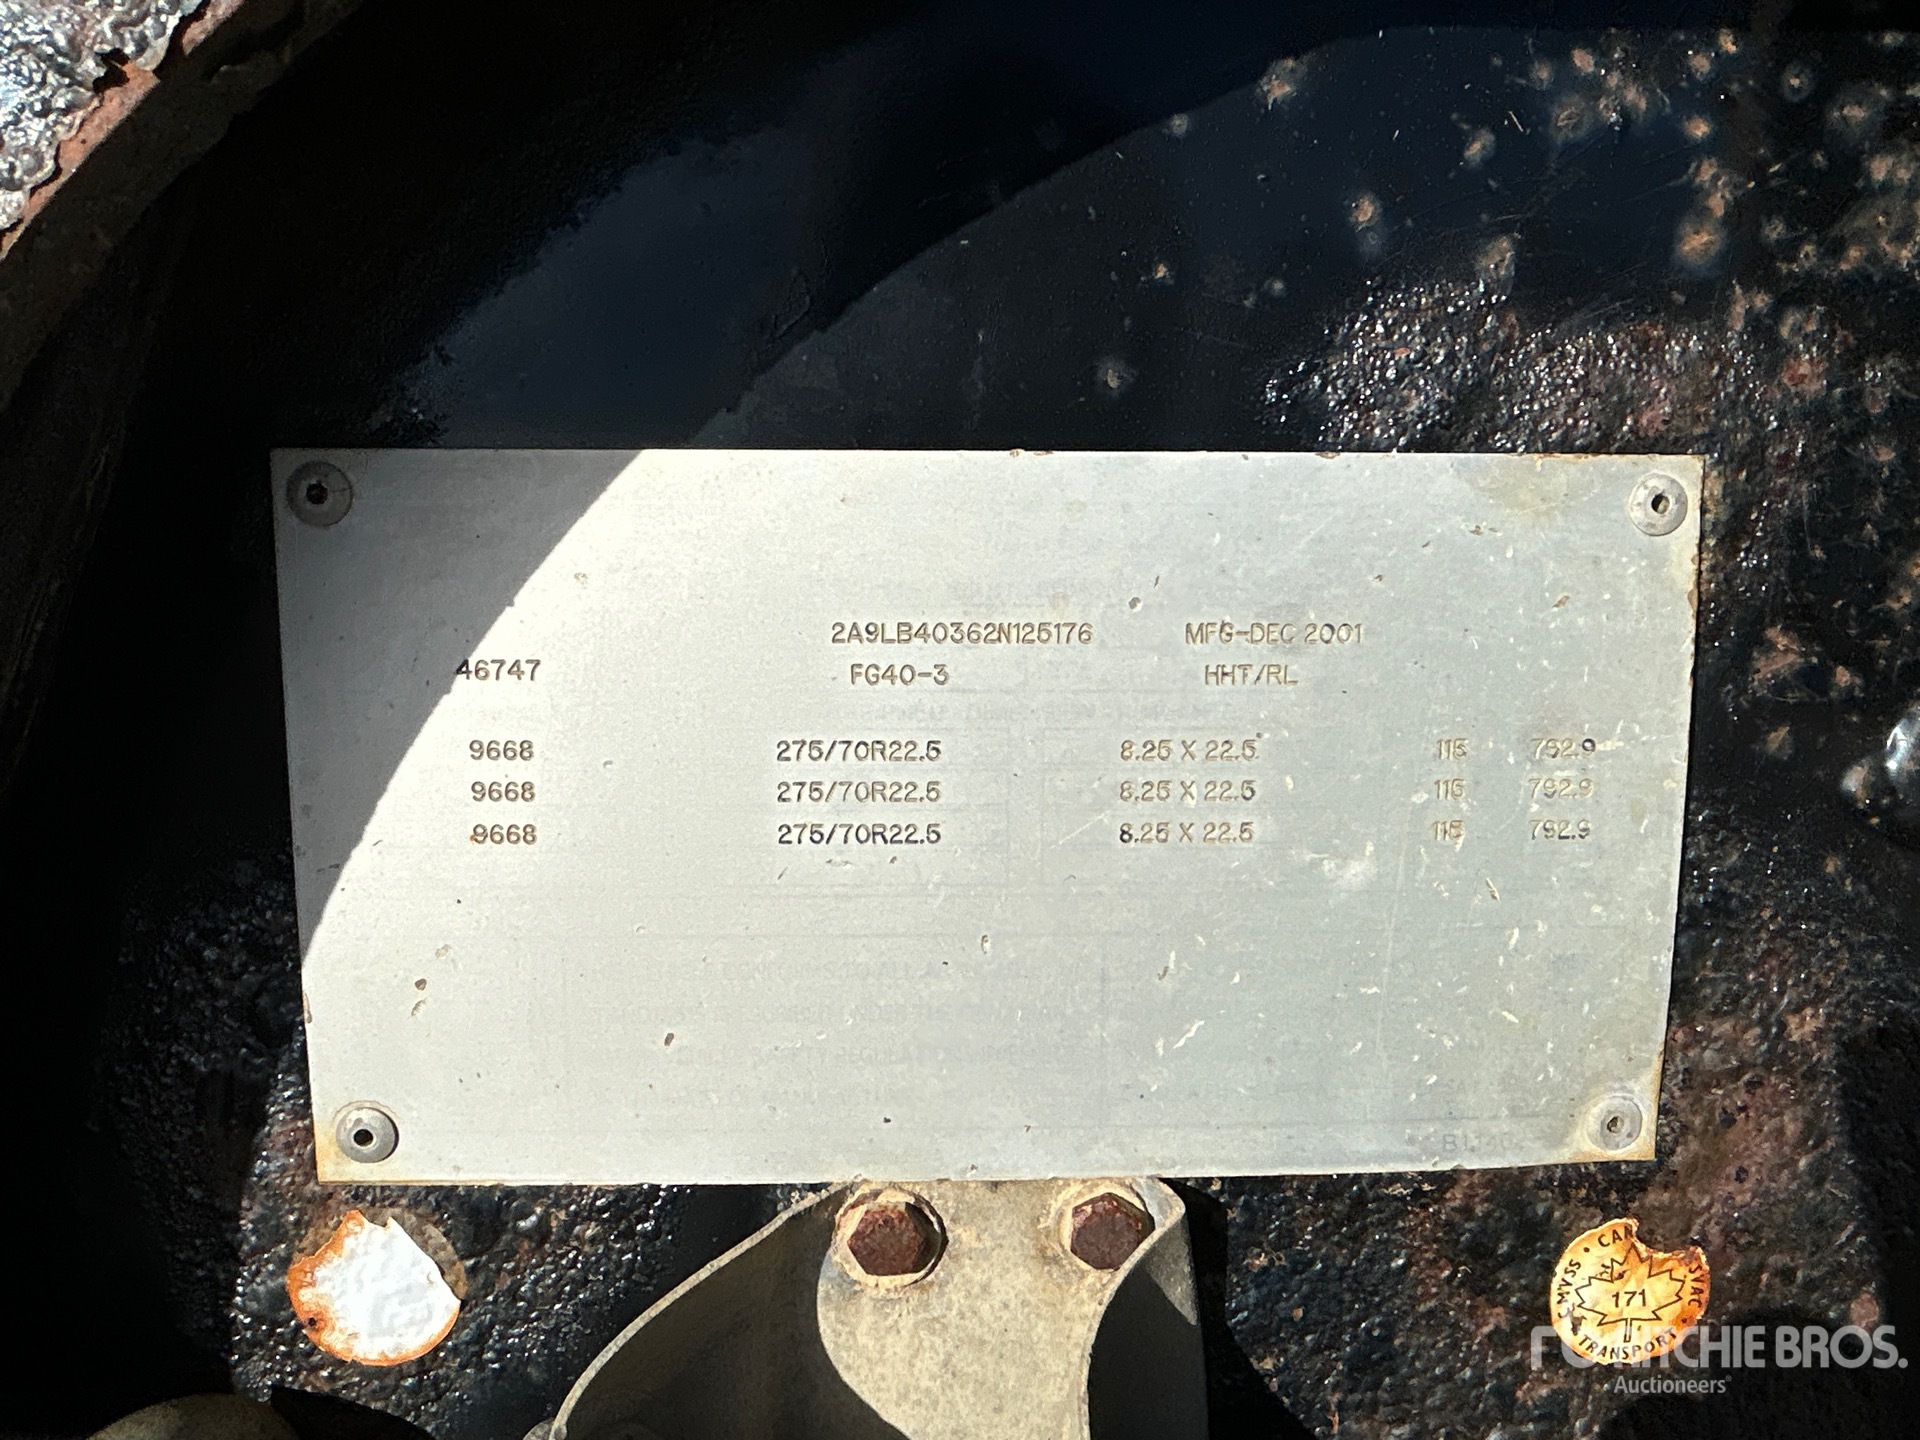 2A9LB40362N125176 MFG-DEC 2001
46747 FG40-3 HHT/RL
9668 275/70R22.5 8.25 X 22.5 115 792.9
9668 275/70R22.5 8.25 X 22.5 115 792.9
9668 275/70R22.5 8.25 X 22.5 115 792.9
171
TRANSPORT
RITCHIE BROS.
Auctioneers